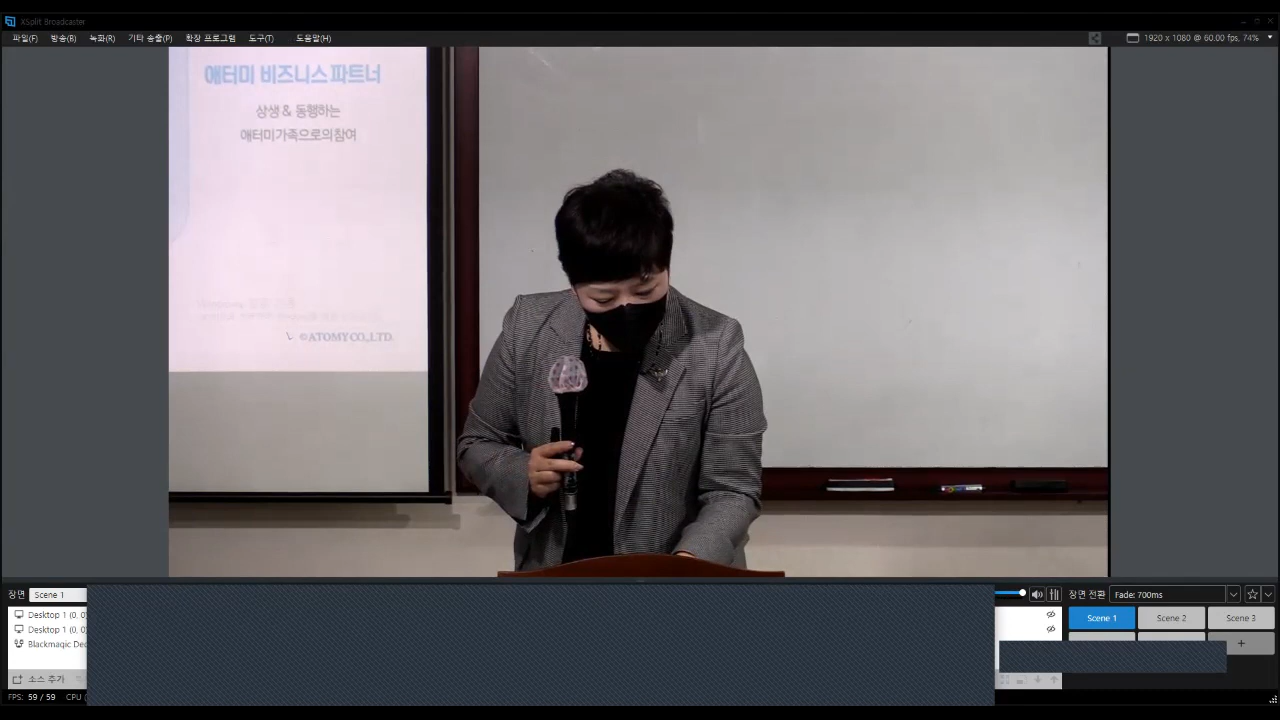 XSplit Broadcaster
파일(F) 방송(B) 녹화(R) 기타 송출(P) 확장 프로그램 도구(T) 도움말(H)
1920 x 1080 @ 60.00 fps, 74%
애터미 비즈니스 파트너
상생 & 동행하는
애터미가족으로의참여
©ATOMY CO., LTD.
장면 Scene 1
장면 전환 Fade: 700ms
Desktop 1 (0, 0)
Desktop 1 (0, 0)
Blackmagic De
Scene 1 Scene 2 Scene 3
소스 추가
FPS: 59 / 59 CPU